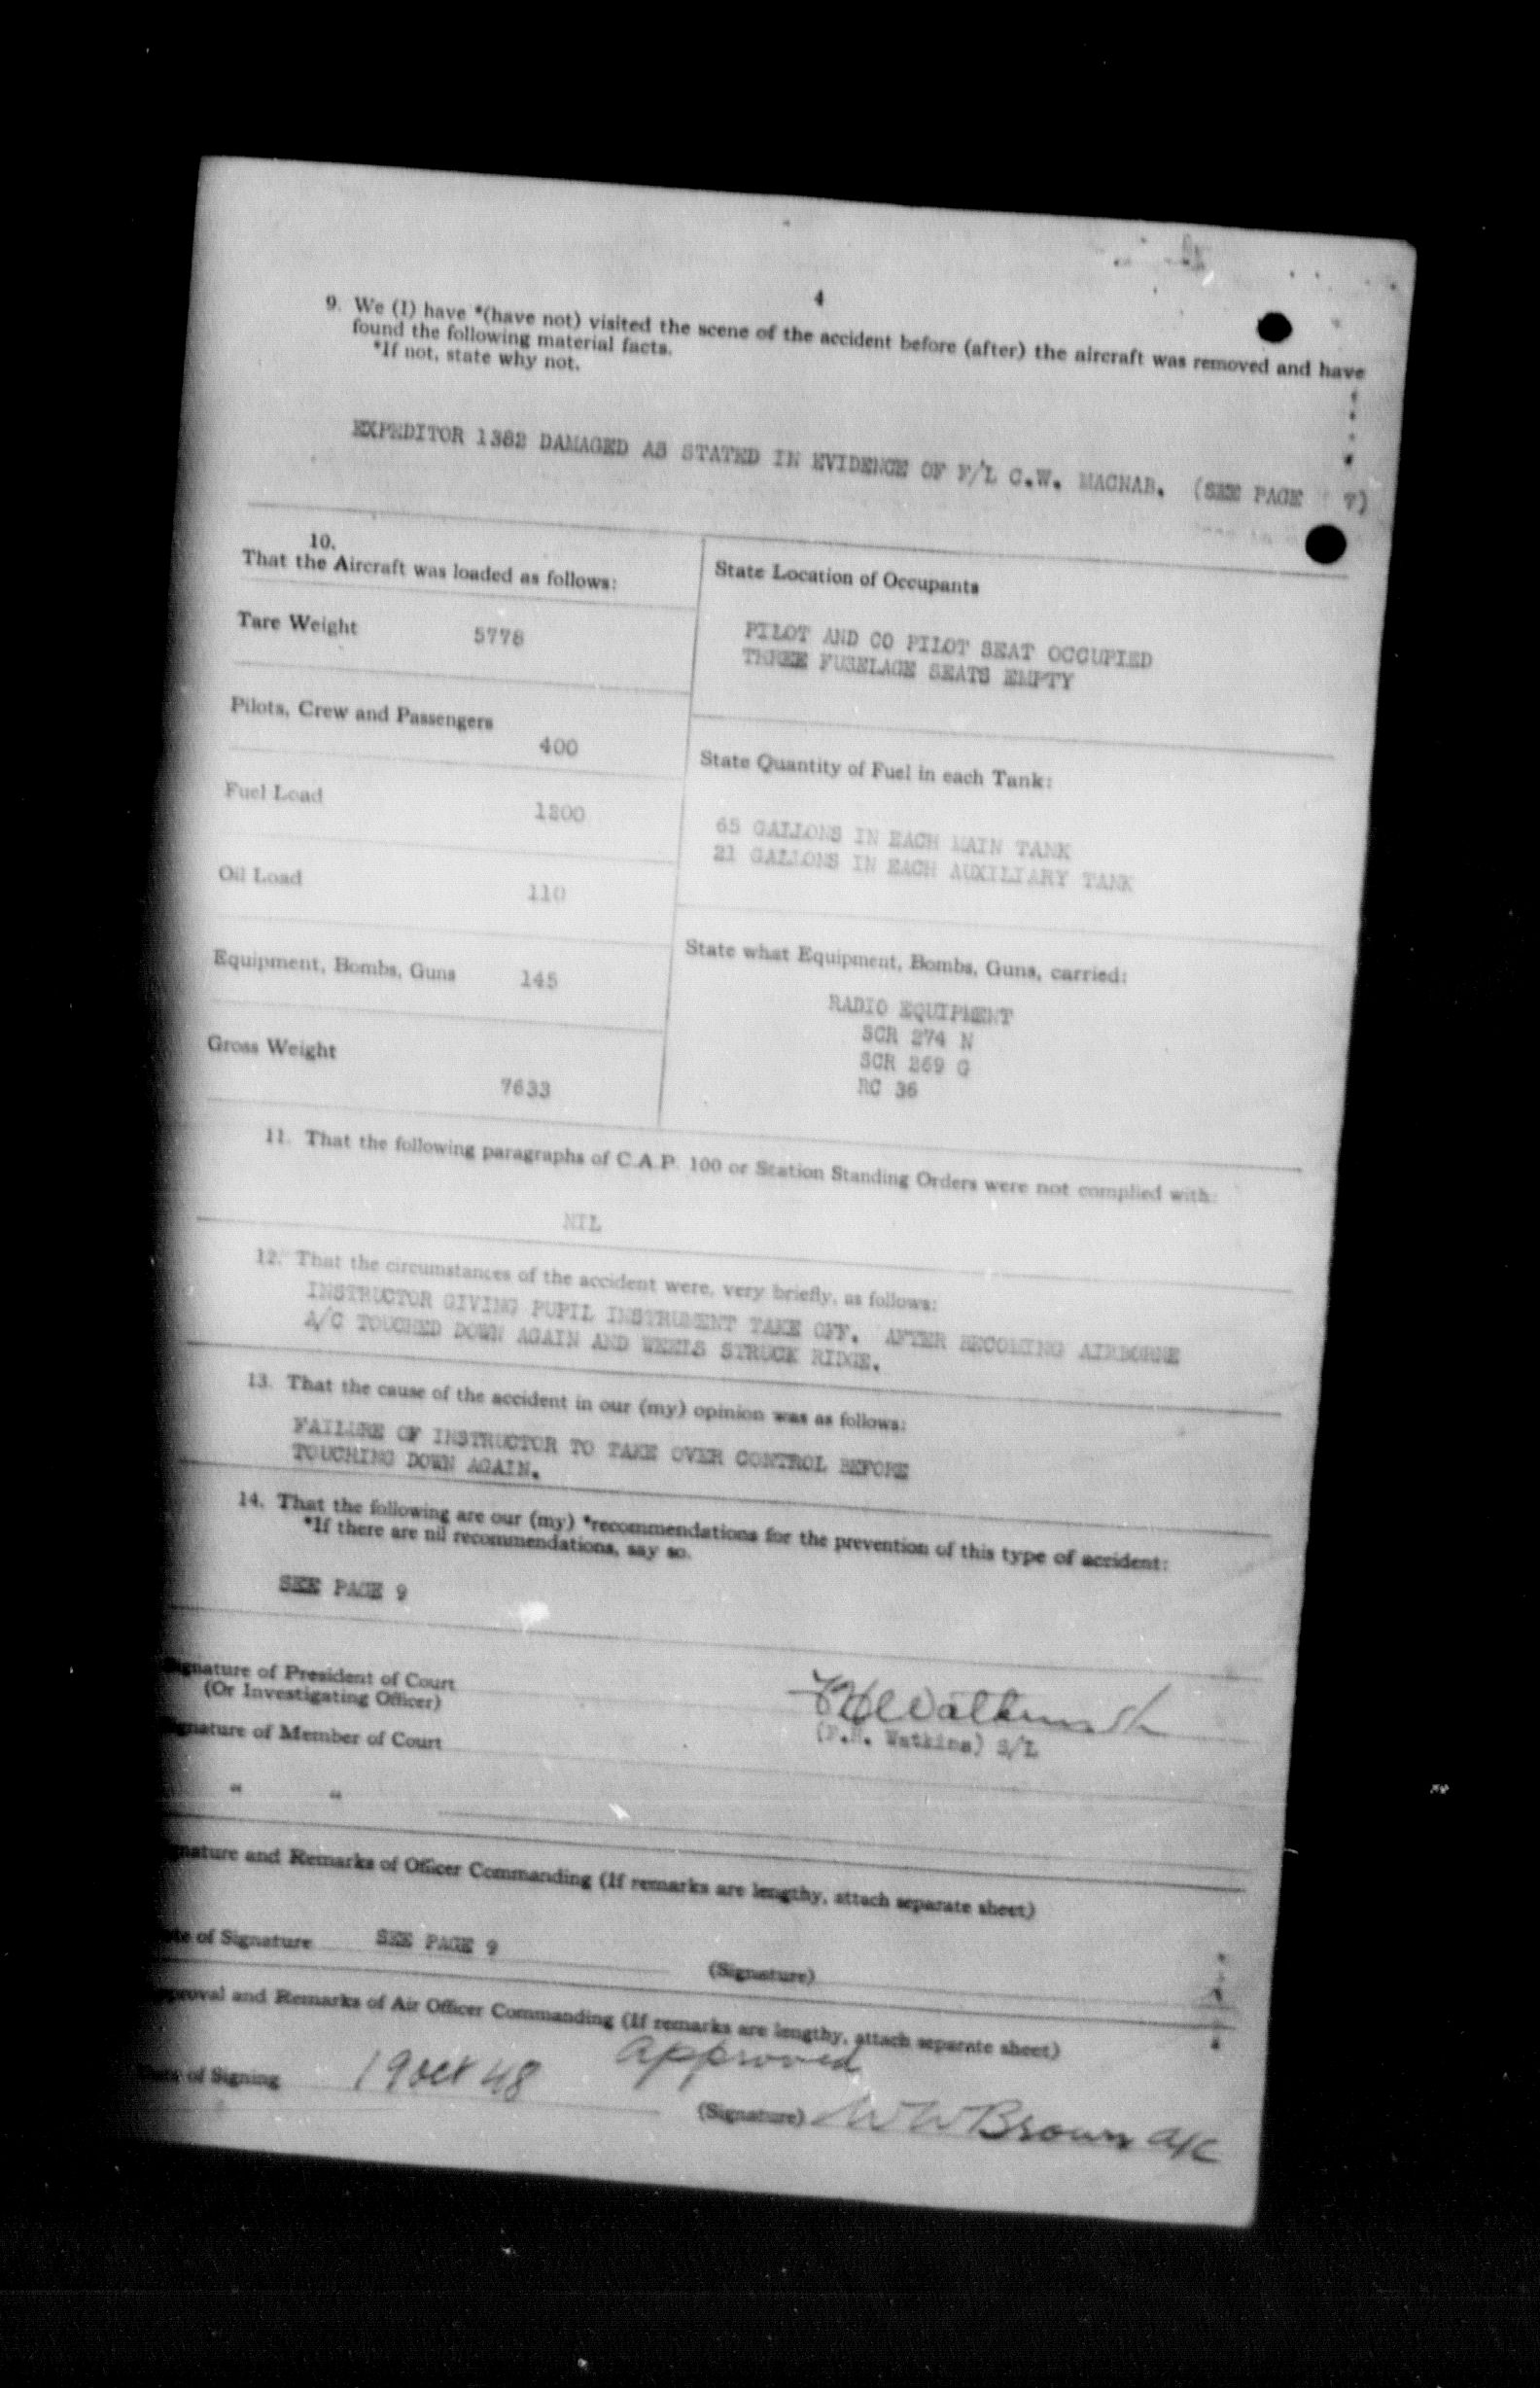 4
9. We (I) have *(have not) visited the scene of the accident before (after) the aircraft was removed and have
found the following material facts.
*If not, state why not.
EXPEDITOR 1382 DAMAGED AS STATED IN EVIDENCE OF F/L C.W. MACNAB. (SEE PAGE 7)
10.
That the Aircraft was loaded as follows:
Tare Weight 5778
Pilots, Crew and Passengers
400
Fuel Load
1200
Oil Load
110
Equipment, Bombs, Guns 145
Gross Weight
7633
State Location of Occupants
PILOT AND CO PILOT SEAT OCCUPIED
THREE FUSELAGE SEATS EMPTY
State Quantity of Fuel in each Tank:
65 GALLONS IN EACH MAIN TANK
21 GALLONS IN EACH AUXILIARY TANK
State what Equipment, Bombs, Guns, carried:
RADIO EQUIPMENT
SCR 274 N
SCR 269 G
RC 36
11. That the following paragraphs of C.A.P. 100 or Station Standing Orders were not complied with:
NIL
12. That the circumstances of the accident were, very briefly, as follows:
INSTRUCTOR GIVING PUPIL INSTRUMENT TAKE OFF. AFTER BECOMING AIRBORNE
A/C TOUCHED DOWN AGAIN AND WEELS STRUCK RIDGE.
13. That the cause of the accident in our (my) opinion was as follows:
FAILURE OF INSTRUCTOR TO TAKE OVER CONTROL BEFORE
TOUCHING DOWN AGAIN.
14. That the following are our (my) *recommendations for the prevention of this type of accident:
*If there are nil recommendations, say so.
SEE PAGE 9
Signature of President of Court
(Or Investigating Officer)
FHWatkins S/L
(F.H. Watkins) S/L
Signature of Member of Court
" "
Signature and Remarks of Officer Commanding (If remarks are lengthy, attach separate sheet)
Date of Signature SEE PAGE 9 (Signature)
Approval and Remarks of Air Officer Commanding (If remarks are lengthy, attach separate sheet)
Approved
Date of Signing 19 Oct 48 (Signature) WWBrown A/C